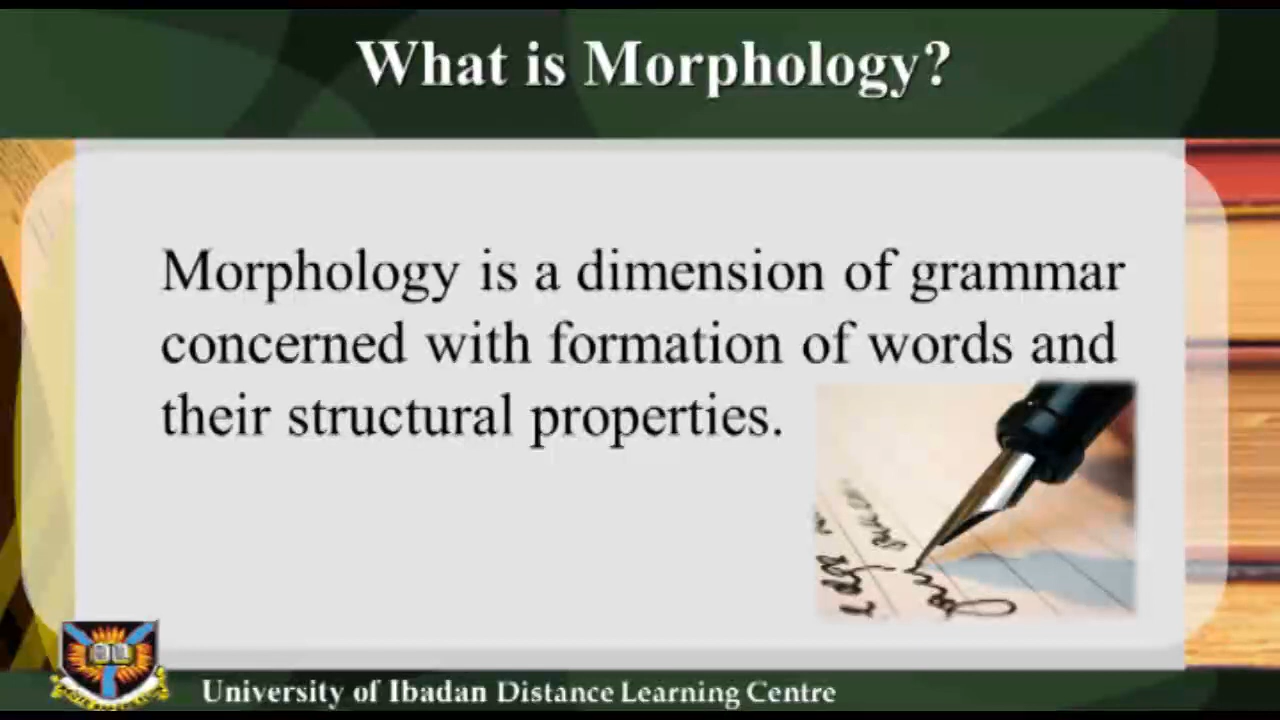 What is Morphology?
Morphology is a dimension of grammar
concerned with formation of words and
their structural properties.
University of Ibadan Distance Learning Centre